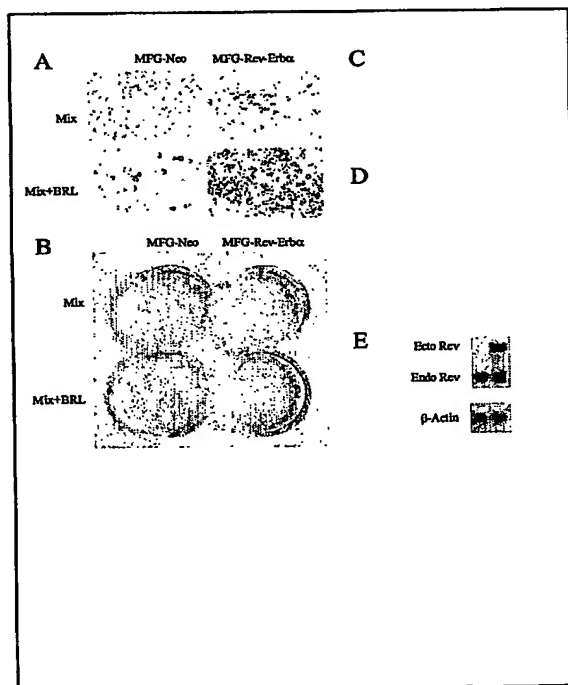 A
MFG-Neo MFG-Rev-Erbα
Mix
Mix+BRL
B
MFG-Neo MFG-Rev-Erbα
Mix
Mix+BRL
C
D
E
Ecto Rev
Endo Rev
β-Actin